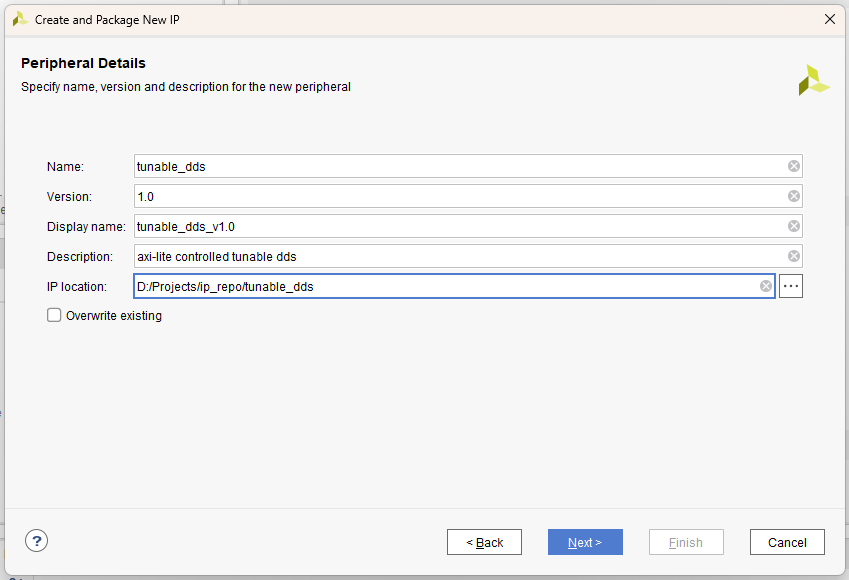 Create and Package New IP
Peripheral Details
Specify name, version and description for the new peripheral
Name: tunable_dds
Version: 1.0
Display name: tunable_dds_v1.0
Description: axi-lite controlled tunable dds
IP location: D:/Projects/ip_repo/tunable_dds ···
Overwrite existing
? < Back Next > Finish Cancel